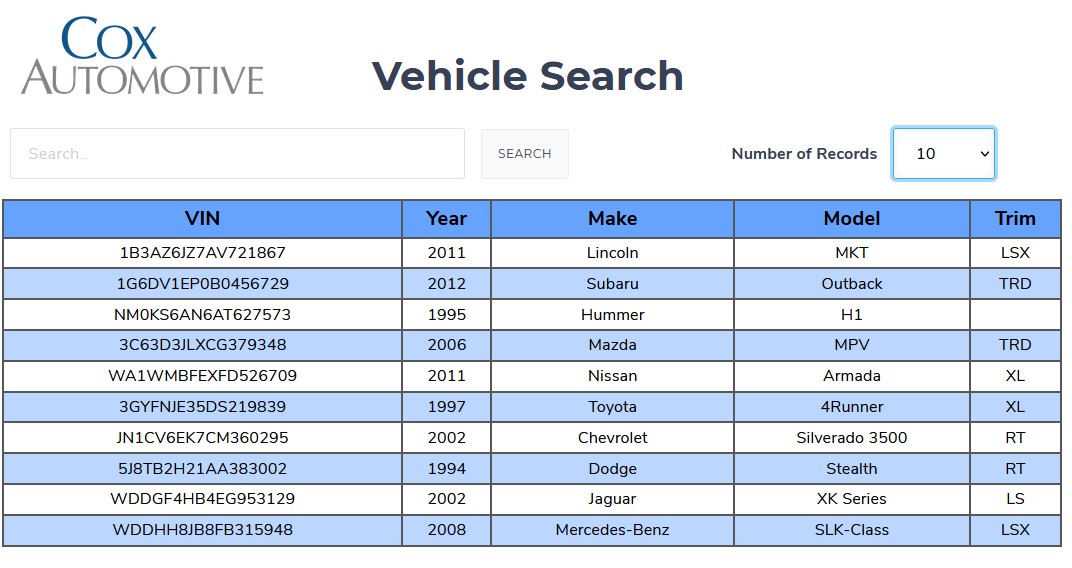 COX
AUTOMOTIVE
Vehicle Search
Search..
SEARCH
Number of Records
10
VIN Year Make Model Trim
1B3AZ6JZ7AV721867 2011 Lincoln MKT LSX
1G6DV1EP0B0456729 2012 Subaru Outback TRD
NM0KS6AN6AT627573 1995 Hummer H1
3C63D3JLXCG379348 2006 Mazda MPV TRD
WA1WMBFEXFD526709 2011 Nissan Armada XL
3GYFNJE35DS219839 1997 Toyota 4Runner XL
JN1CV6EK7CM360295 2002 Chevrolet Silverado 3500 RT
5J8TB2H21AA383002 1994 Dodge Stealth RT
WDDGF4HB4EG953129 2002 Jaguar XK Series LS
WDDHH8JB8FB315948 2008 Mercedes-Benz SLK-Class LSX